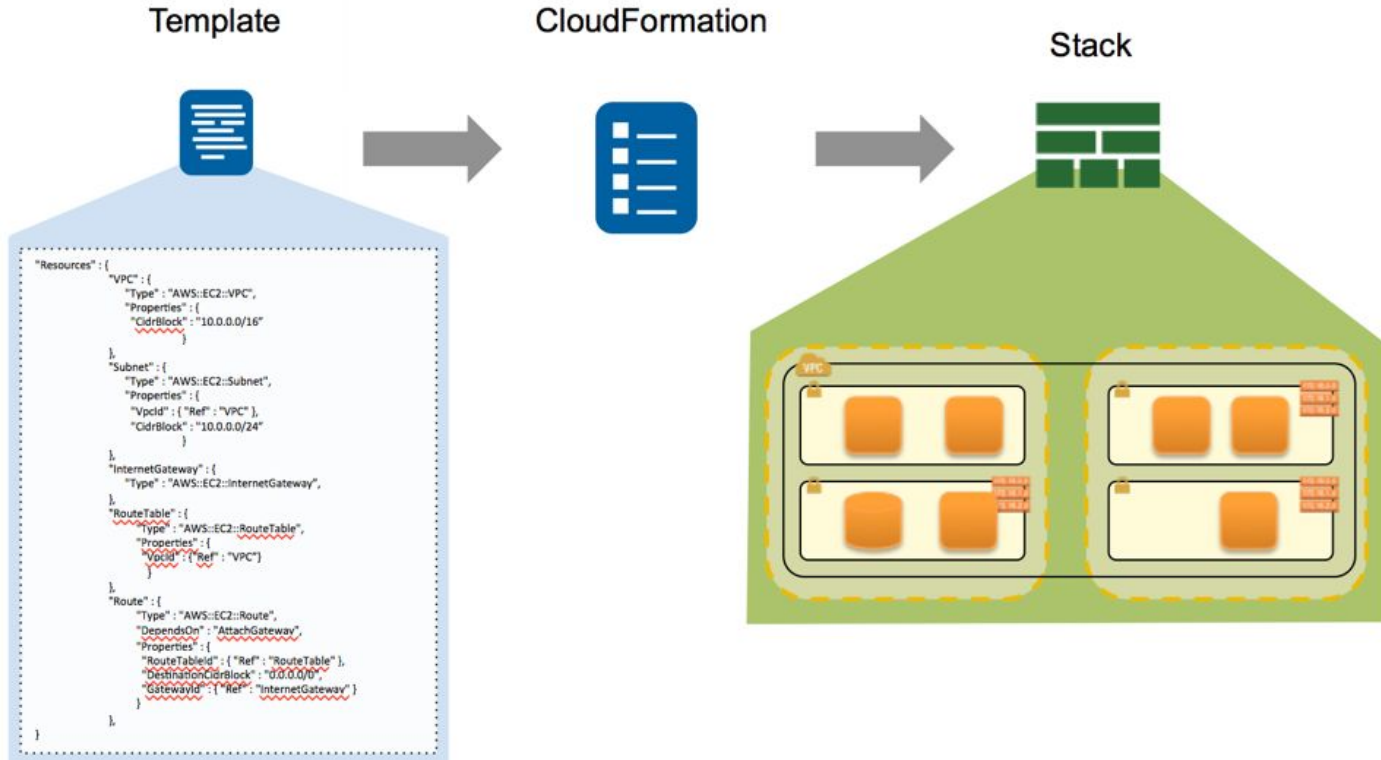 Template
CloudFormation
Stack
"Resources" : {
"VPC" : {
"Type" : "AWS::EC2::VPC",
"Properties" : {
"CidrBlock" : "10.0.0.0/16"
}
},
"Subnet" : {
"Type" : "AWS::EC2::Subnet",
"Properties" : {
"VpcId" : { "Ref" : "VPC" },
"CidrBlock" : "10.0.0.0/24"
}
},
"InternetGateway" : {
"Type" : "AWS::EC2::InternetGateway",
},
"RouteTable" : {
"Type" : "AWS::EC2::RouteTable",
"Properties" : {
"VpcId" : {"Ref" : "VPC"}
}
},
"Route" : {
"Type" : "AWS::EC2::Route",
"DependsOn" : "AttachGateway",
"Properties" : {
"RouteTableId" : { "Ref" : "RouteTable" },
"DestinationCidrBlock" : "0.0.0.0/0",
"GatewayId" : { "Ref" : "InternetGateway" }
}
},
}
VPC